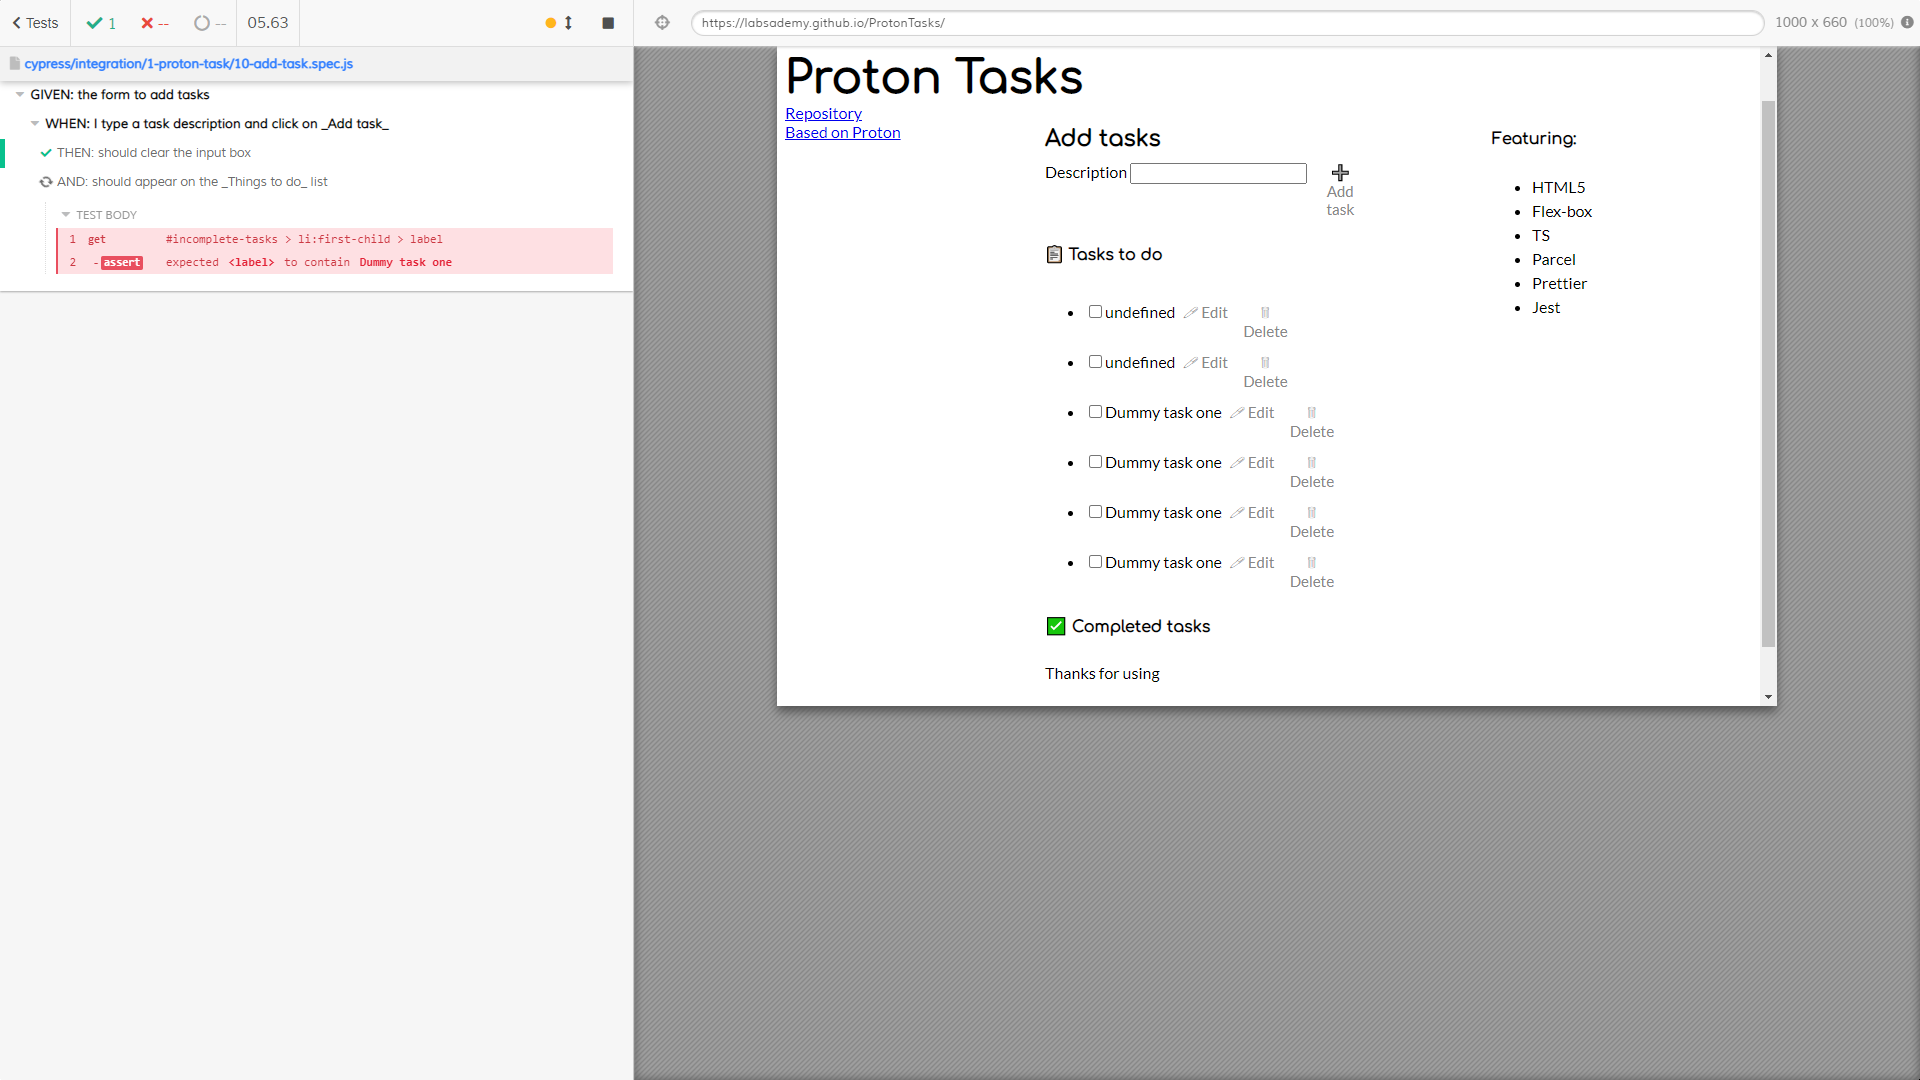 Tests
1
--
--
05.63
cypress/integration/1-proton-task/10-add-task.spec.js
GIVEN: the form to add tasks
WHEN: I type a task description and click on _Add task_
THEN: should clear the input box
AND: should appear on the _Things to do_ list
TEST BODY
1 get #incomplete-tasks > li:first-child > label
2 -assert expected <label> to contain Dummy task one
https://labsademy.github.io/ProtonTasks/
1000 x 660 (100%)
Proton Tasks
Repository
Based on Proton
Add tasks
Description
Add
task
Tasks to do
undefined Edit
Delete
undefined Edit
Delete
Dummy task one Edit
Delete
Dummy task one Edit
Delete
Dummy task one Edit
Delete
Dummy task one Edit
Delete
Completed tasks
Thanks for using
Featuring:
HTML5
Flex-box
TS
Parcel
Prettier
Jest